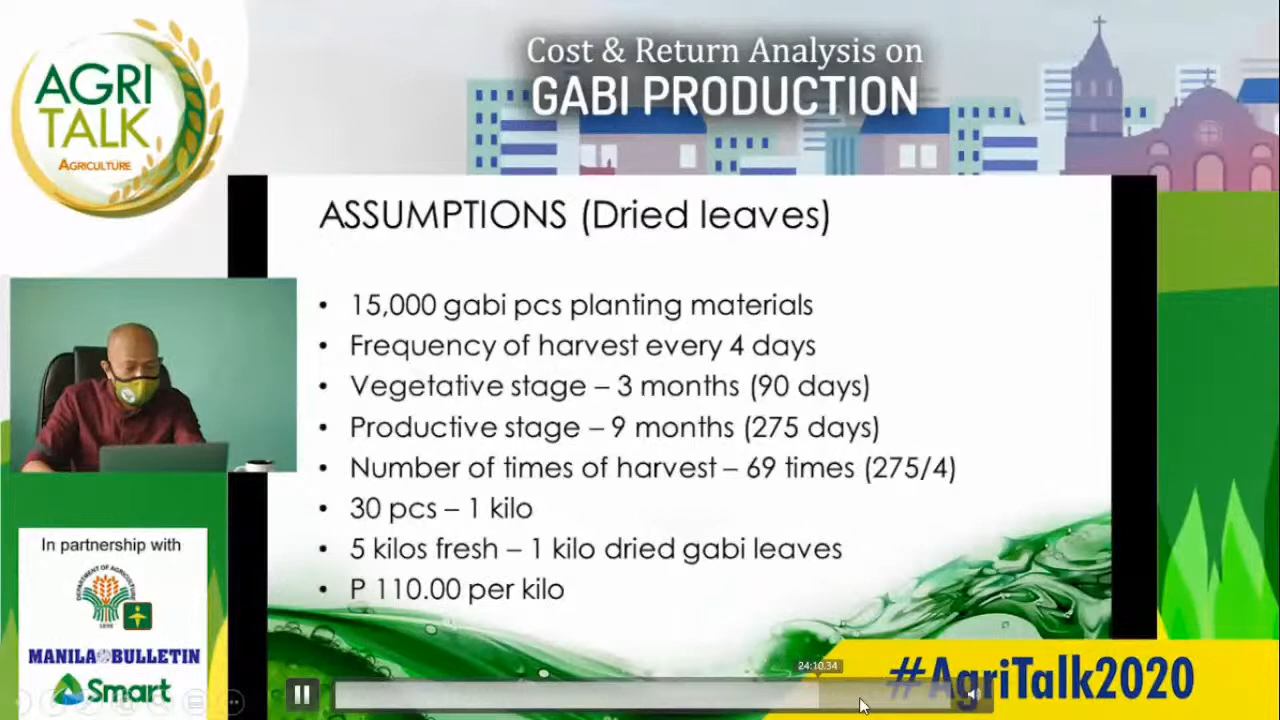 AGRI
TALK
AGRICULTURE
Cost & Return Analysis on
GABI PRODUCTION
ASSUMPTIONS (Dried leaves)
• 15,000 gabi pcs planting materials
• Frequency of harvest every 4 days
• Vegetative stage – 3 months (90 days)
• Productive stage – 9 months (275 days)
• Number of times of harvest – 69 times (275/4)
• 30 pcs – 1 kilo
• 5 kilos fresh – 1 kilo dried gabi leaves
• P 110.00 per kilo
In partnership with
DEPARTMENT OF AGRICULTURE
MANILA BULLETIN
Smart
24:10.34
#AgriTalk2020